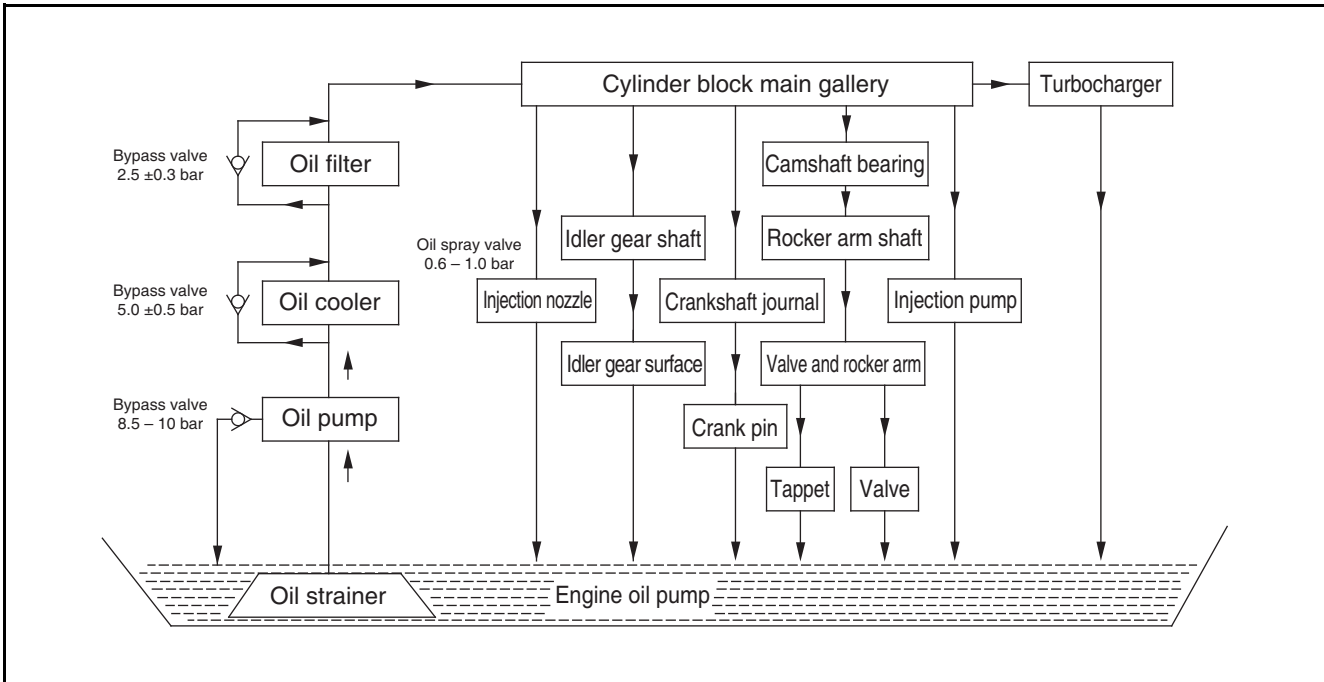 Cylinder block main gallery
Turbocharger
Bypass valve
2.5 ±0.3 bar
Oil filter
Camshaft bearing
Idler gear shaft
Rocker arm shaft
Oil spray valve
0.6 – 1.0 bar
Bypass valve
5.0 ±0.5 bar
Oil cooler
Injection nozzle
Crankshaft journal
Injection pump
Idler gear surface
Valve and rocker arm
Bypass valve
8.5 – 10 bar
Oil pump
Crank pin
Tappet
Valve
Oil strainer
Engine oil pump